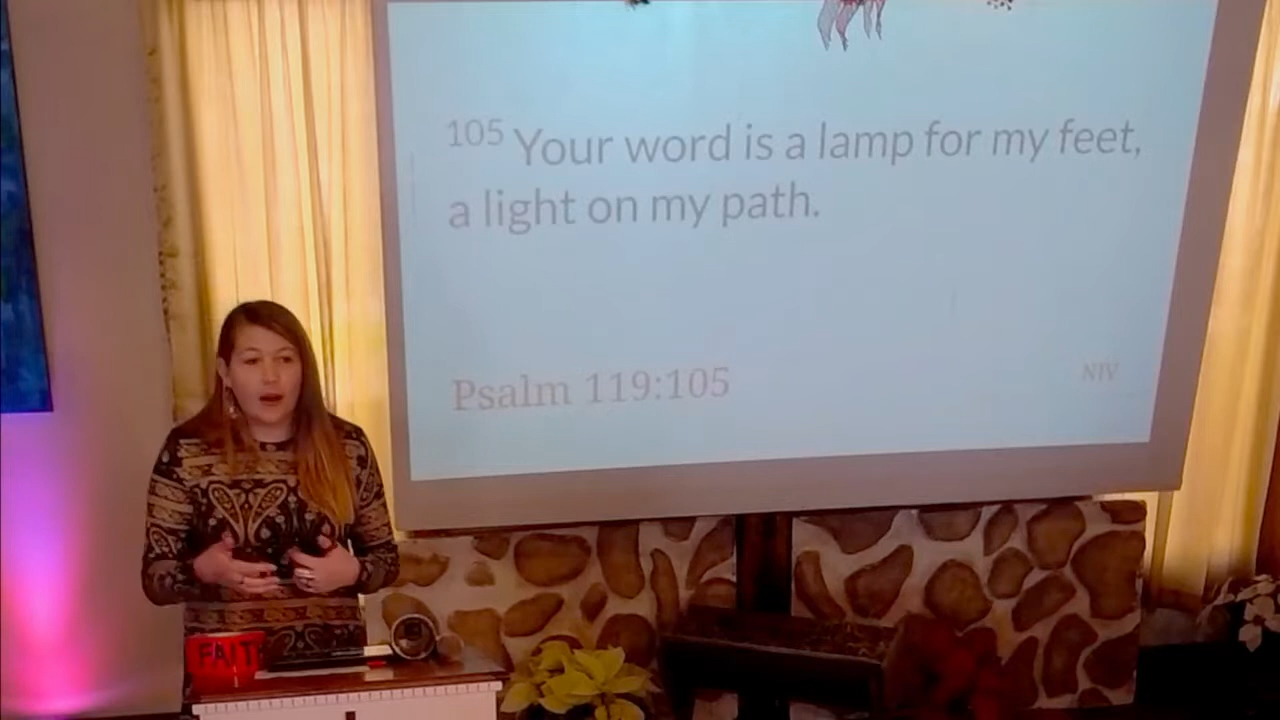 105 Your word is a lamp for my feet,
a light on my path.
Psalm 119:105
NIV
FAITH